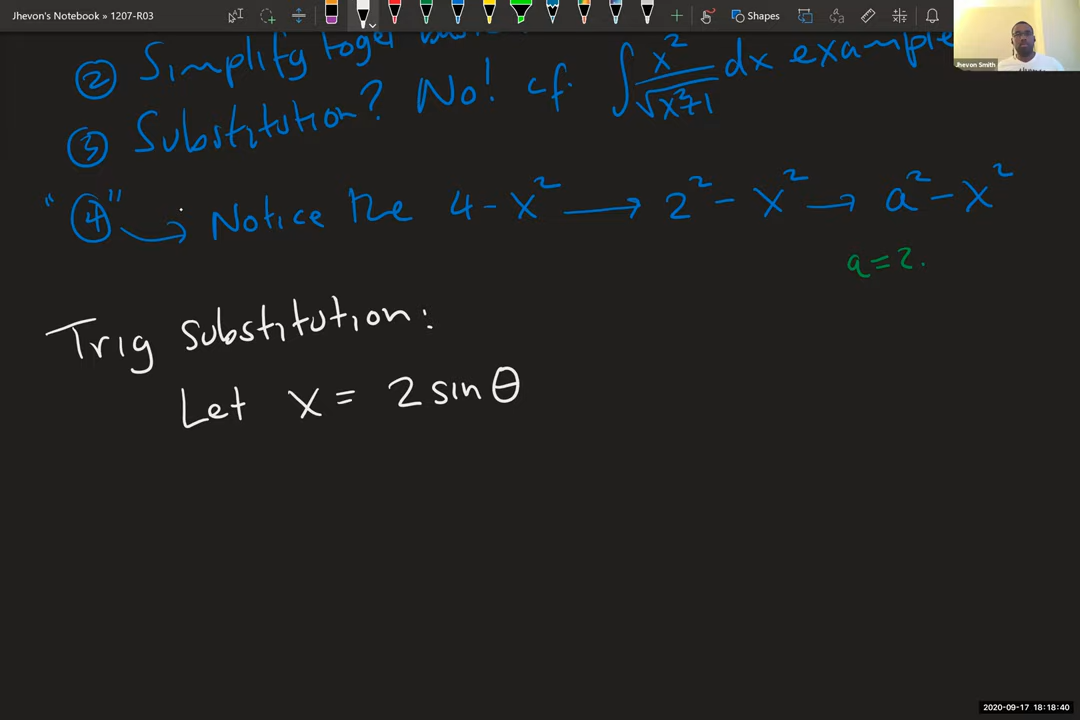 Jhevon's Notebook » 1207-R03
Shapes
Jhevon Smith
② Simplify
③ Substitution? No! cf. ∫ x²/√(x²+1) dx example
"④" → Notice the 4 - x² → 2² - x² → a² - x²
a = 2.
Trig substitution:
Let x = 2 sin θ
2020-09-17 18:18:40